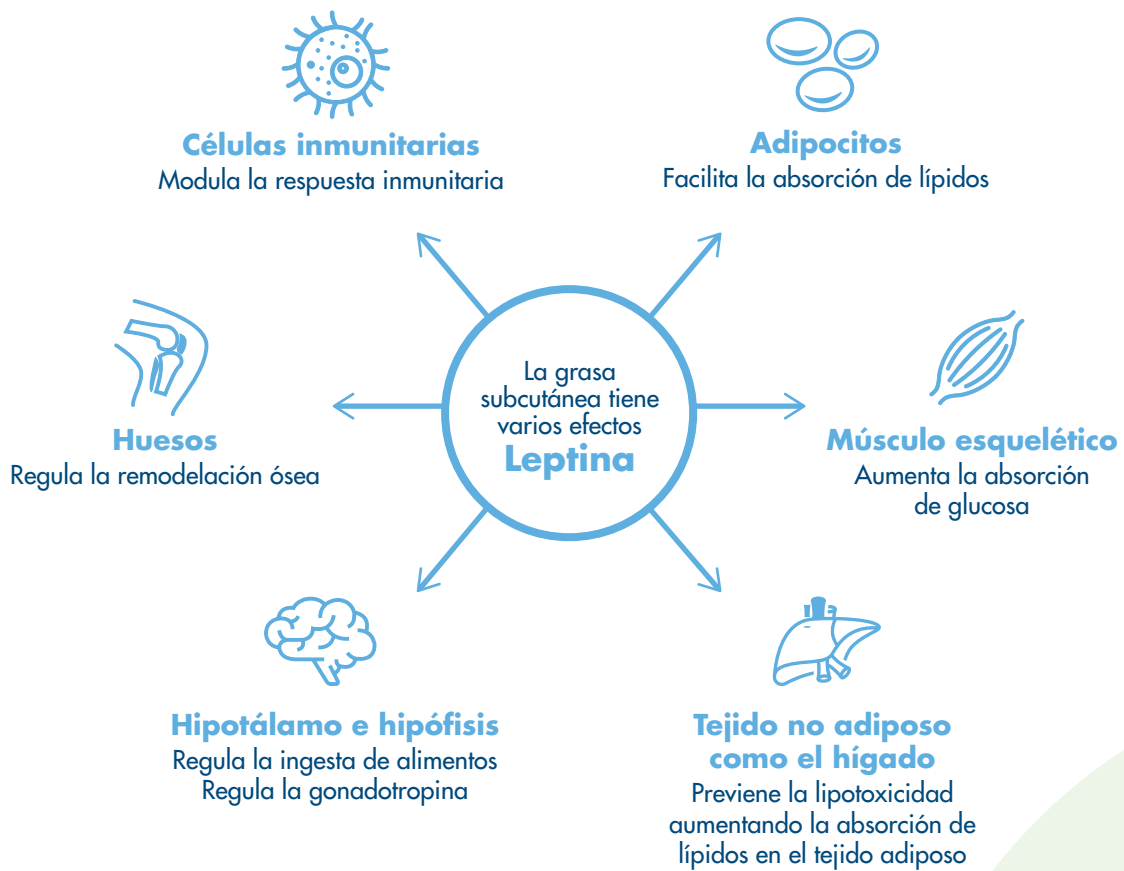 Células inmunitarias
Modula la respuesta inmunitaria
Adipocitos
Facilita la absorción de lípidos
La grasa
subcutánea tiene
varios efectos
Leptina
Huesos
Regula la remodelación ósea
Músculo esquelético
Aumenta la absorción
de glucosa
Hipotálamo e hipófisis
Regula la ingesta de alimentos
Regula la gonadotropina
Tejido no adiposo
como el hígado
Previene la lipotoxicidad
aumentando la absorción de
lípidos en el tejido adiposo